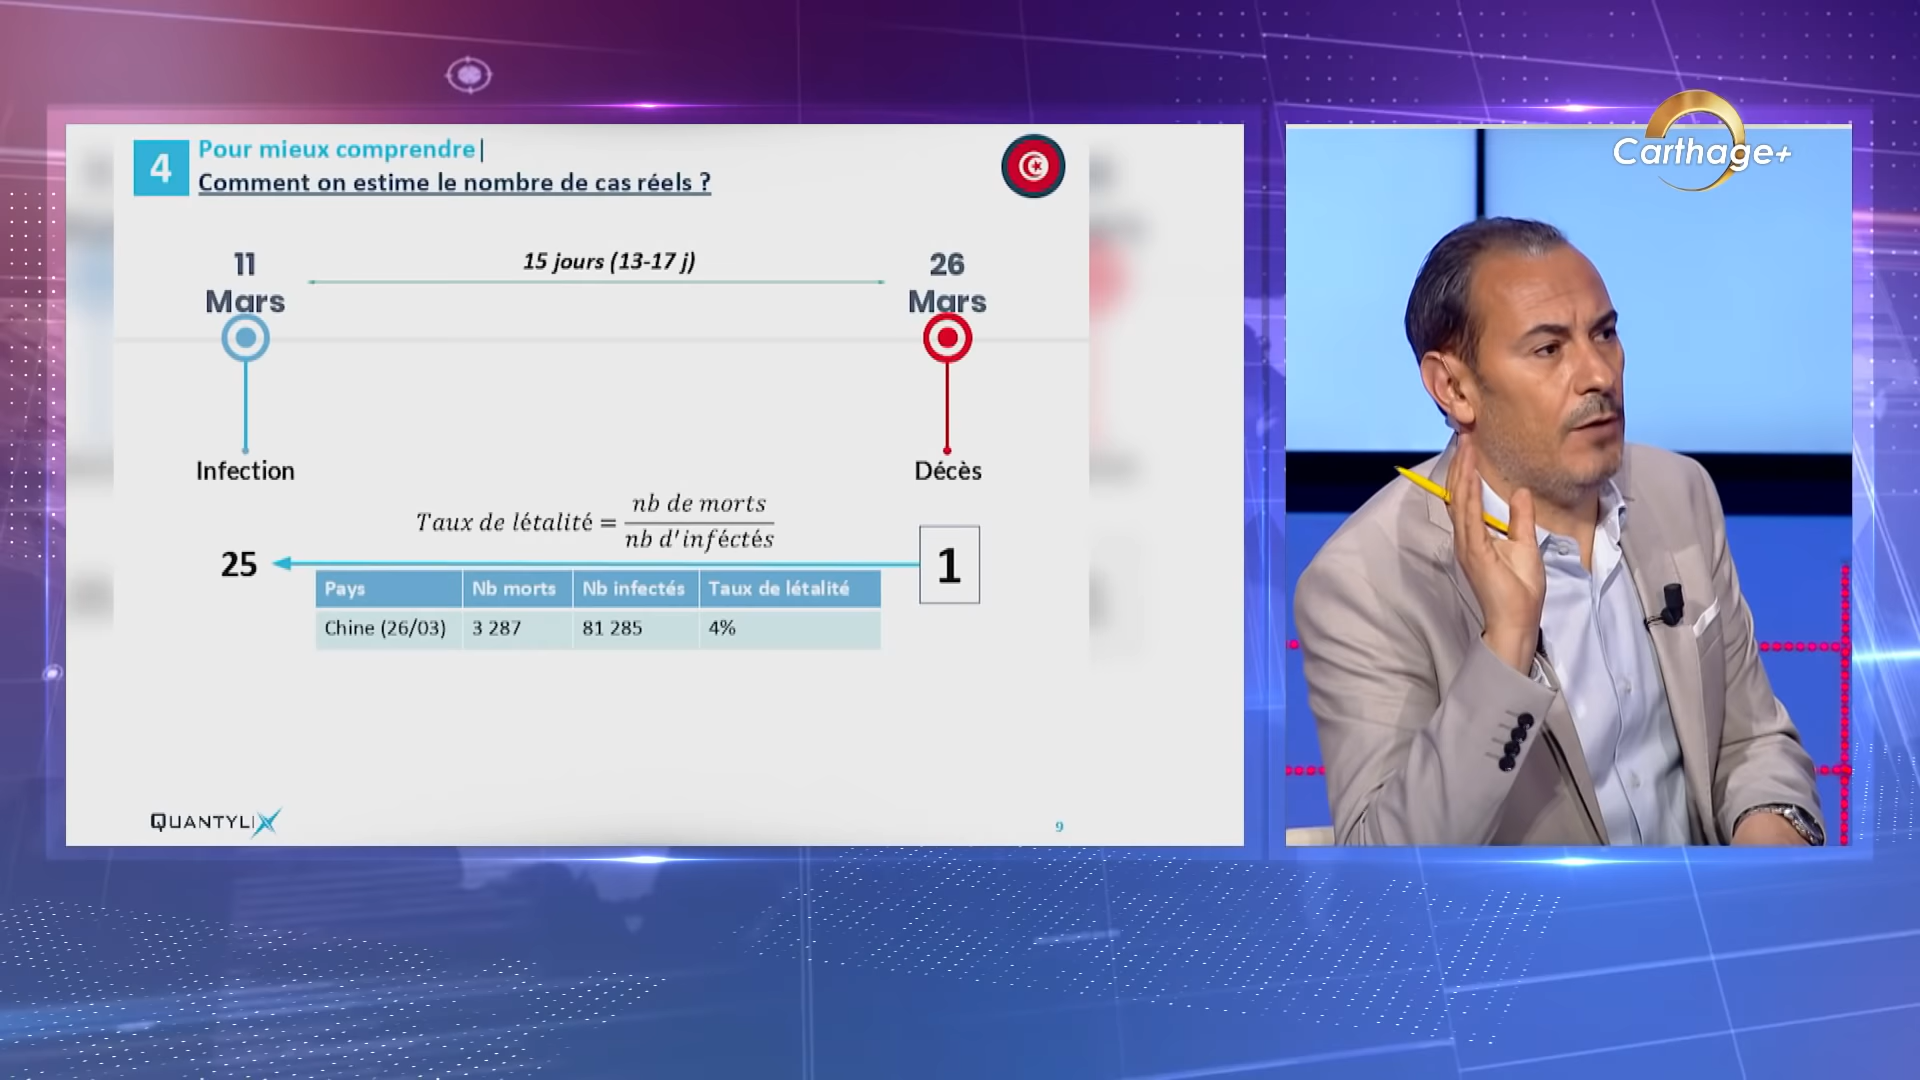 4
Pour mieux comprendre|
Comment on estime le nombre de cas réels ?
11
Mars
15 jours (13-17 j)
26
Mars
Infection
Décès
Taux de létalité = nb de morts
nb d'inféctés
25
1
Pays Nb morts Nb infectés Taux de létalité
Chine (26/03) 3 287 81 285 4%
QUANTYLIX
9
Carthage+